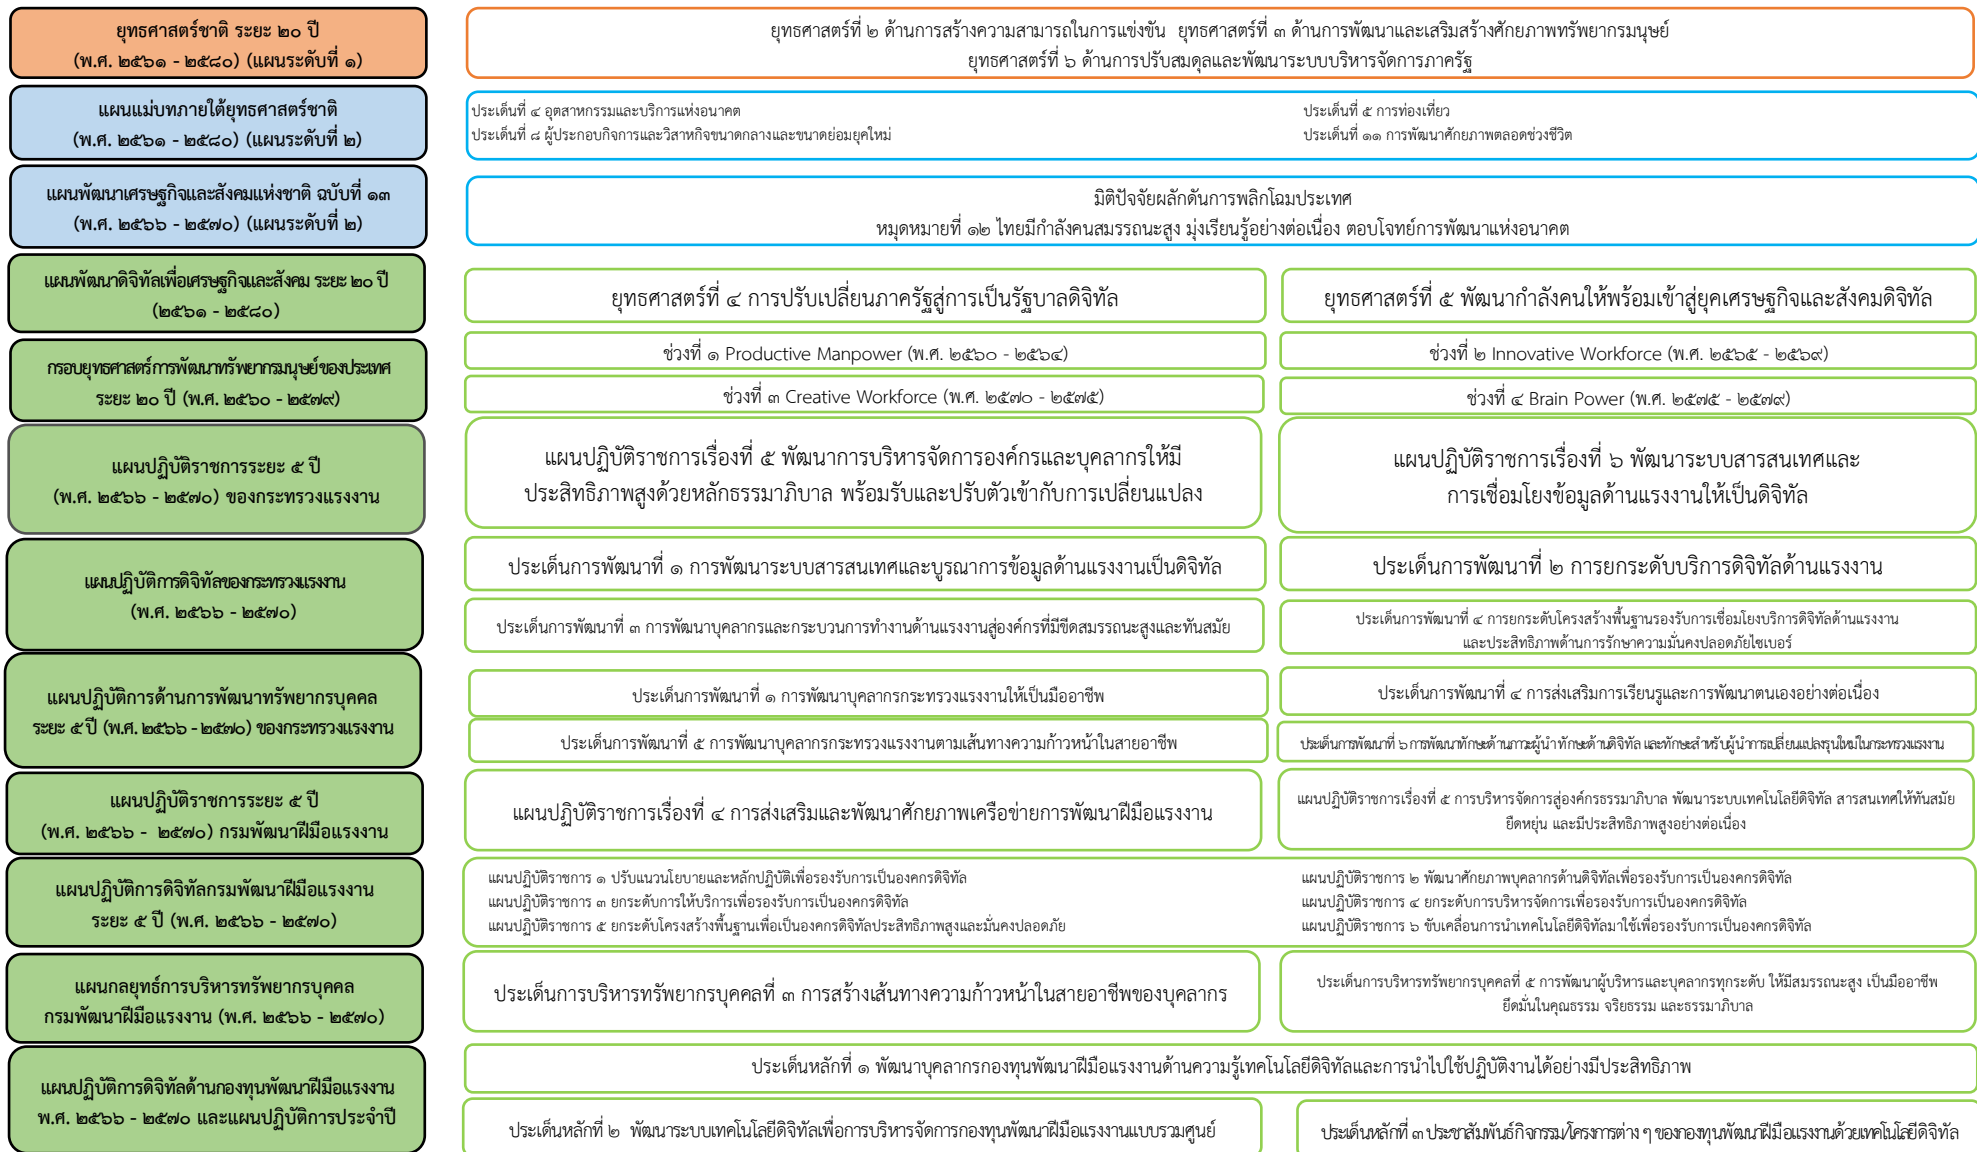 ยุทธศาสตร์ชาติ ระยะ ๒๐ ปี
(พ.ศ. ๒๕๖๑ - ๒๕๘๐) (แผนระดับที่ ๑)
ยุทธศาสตร์ที่ ๒ ด้านการสร้างความสามารถในการแข่งขัน ยุทธศาสตร์ที่ ๓ ด้านการพัฒนาและเสริมสร้างศักยภาพทรัพยากรมนุษย์
ยุทธศาสตร์ที่ ๖ ด้านการปรับสมดุลและพัฒนาระบบบริหารจัดการภาครัฐ
แผนแม่บทภายใต้ยุทธศาสตร์ชาติ
(พ.ศ. ๒๕๖๑ - ๒๕๘๐) (แผนระดับที่ ๒)
ประเด็นที่ ๔ อุตสาหกรรมและบริการแห่งอนาคต
ประเด็นที่ ๕ การท่องเที่ยว
ประเด็นที่ ๘ ผู้ประกอบกิจการและวิสาหกิจขนาดกลางและขนาดย่อมยุคใหม่
ประเด็นที่ ๑๑ การพัฒนาศักยภาพตลอดช่วงชีวิต
แผนพัฒนาเศรษฐกิจและสังคมแห่งชาติ ฉบับที่ ๑๓
(พ.ศ. ๒๕๖๖ - ๒๕๗๐) (แผนระดับที่ ๒)
มิติปัจจัยผลักดันการพลิกโฉมประเทศ
หมุดหมายที่ ๑๒ ไทยมีกำลังคนสมรรถนะสูง มุ่งเรียนรู้อย่างต่อเนื่อง ตอบโจทย์การพัฒนาแห่งอนาคต
แผนพัฒนาดิจิทัลเพื่อเศรษฐกิจและสังคม ระยะ ๒๐ ปี
(๒๕๖๑ - ๒๕๘๐)
ยุทธศาสตร์ที่ ๔ การปรับเปลี่ยนภาครัฐสู่การเป็นรัฐบาลดิจิทัล
ยุทธศาสตร์ที่ ๕ พัฒนากำลังคนให้พร้อมเข้าสู่ยุคเศรษฐกิจและสังคมดิจิทัล
กรอบยุทธศาสตร์การพัฒนาทรัพยากรมนุษย์ของประเทศ
ระยะ ๒๐ ปี (พ.ศ. ๒๕๖๐ - ๒๕๗๙)
ช่วงที่ ๑ Productive Manpower (พ.ศ. ๒๕๖๐ - ๒๕๖๔)
ช่วงที่ ๒ Innovative Workforce (พ.ศ. ๒๕๖๕ - ๒๕๖๙)
ช่วงที่ ๓ Creative Workforce (พ.ศ. ๒๕๗๐ - ๒๕๗๕)
ช่วงที่ ๔ Brain Power (พ.ศ. ๒๕๗๕ - ๒๕๗๙)
แผนปฏิบัติราชการระยะ ๕ ปี
(พ.ศ. ๒๕๖๖ - ๒๕๗๐) ของกระทรวงแรงงาน
แผนปฏิบัติราชการเรื่องที่ ๕ พัฒนาการบริหารจัดการองค์กรและบุคลากรให้มี
ประสิทธิภาพสูงด้วยหลักธรรมาภิบาล พร้อมรับและปรับตัวเข้ากับการเปลี่ยนแปลง
แผนปฏิบัติราชการเรื่องที่ ๖ พัฒนาระบบสารสนเทศและ
การเชื่อมโยงข้อมูลด้านแรงงานให้เป็นดิจิทัล
แผนปฏิบัติการดิจิทัลของกระทรวงแรงงาน
(พ.ศ. ๒๕๖๖ - ๒๕๗๐)
ประเด็นการพัฒนาที่ ๑ การพัฒนาระบบสารสนเทศและบูรณาการข้อมูลด้านแรงงานเป็นดิจิทัล
ประเด็นการพัฒนาที่ ๒ การยกระดับบริการดิจิทัลด้านแรงงาน
ประเด็นการพัฒนาที่ ๓ การพัฒนาบุคลากรและกระบวนการทำงานด้านแรงงานสู่องค์กรที่มีขีดสมรรถนะสูงและทันสมัย
ประเด็นการพัฒนาที่ ๔ การยกระดับโครงสร้างพื้นฐานรองรับการเชื่อมโยงบริการดิจิทัลด้านแรงงาน
และประสิทธิภาพด้านการรักษาความมั่นคงปลอดภัยไซเบอร์
แผนปฏิบัติการด้านการพัฒนาทรัพยากรบุคคล
ระยะ ๕ ปี (พ.ศ. ๒๕๖๖ - ๒๕๗๐) ของกระทรวงแรงงาน
ประเด็นการพัฒนาที่ ๑ การพัฒนาบุคลากรกระทรวงแรงงานให้เป็นมืออาชีพ
ประเด็นการพัฒนาที่ ๔ การส่งเสริมการเรียนรูและการพัฒนาตนเองอย่างต่อเนื่อง
ประเด็นการพัฒนาที่ ๕ การพัฒนาบุคลากรกระทรวงแรงงานตามเส้นทางความก้าวหน้าในสายอาชีพ
ประเด็นการพัฒนาที่ ๖ การพัฒนาทักษะด้านภาวะผู้นำ ทักษะด้านดิจิทัล และทักษะสำหรับผู้นำการเปลี่ยนแปลงรุ่นใหม่ในกระทรวงแรงงาน
แผนปฏิบัติราชการระยะ ๕ ปี
(พ.ศ. ๒๕๖๖ - ๒๕๗๐) กรมพัฒนาฝีมือแรงงาน
แผนปฏิบัติราชการเรื่องที่ ๔ การส่งเสริมและพัฒนาศักยภาพเครือข่ายการพัฒนาฝีมือแรงงาน
แผนปฏิบัติราชการเรื่องที่ ๕ การบริหารจัดการสู่องค์กรธรรมาภิบาล พัฒนาระบบเทคโนโลยีดิจิทัล สารสนเทศให้ทันสมัย
ยืดหยุ่น และมีประสิทธิภาพสูงอย่างต่อเนื่อง
แผนปฏิบัติการดิจิทัลกรมพัฒนาฝีมือแรงงาน
ระยะ ๕ ปี (พ.ศ. ๒๕๖๖ - ๒๕๗๐)
แผนปฏิบัติราชการ ๑ ปรับแนวนโยบายและหลักปฏิบัติเพื่อรองรับการเป็นองคกรดิจิทัล
แผนปฏิบัติราชการ ๒ พัฒนาศักยภาพบุคลากรด้านดิจิทัลเพื่อรองรับการเป็นองคกรดิจิทัล
แผนปฏิบัติราชการ ๓ ยกระดับการให้บริการเพื่อรองรับการเป็นองคกรดิจิทัล
แผนปฏิบัติราชการ ๔ ยกระดับการบริหารจัดการเพื่อรองรับการเป็นองคกรดิจิทัล
แผนปฏิบัติราชการ ๕ ยกระดับโครงสร้างพื้นฐานเพื่อเป็นองคกรดิจิทัลประสิทธิภาพสูงและมั่นคงปลอดภัย
แผนปฏิบัติราชการ ๖ ขับเคลื่อนการนำเทคโนโลยีดิจิทัลมาใช้เพื่อรองรับการเป็นองคกรดิจิทัล
แผนกลยุทธ์การบริหารทรัพยากรบุคคล
กรมพัฒนาฝีมือแรงงาน (พ.ศ. ๒๕๖๖ - ๒๕๗๐)
ประเด็นการบริหารทรัพยากรบุคคลที่ ๓ การสร้างเส้นทางความก้าวหน้าในสายอาชีพของบุคลากร
ประเด็นการบริหารทรัพยากรบุคคลที่ ๕ การพัฒนาผู้บริหารและบุคลากรทุกระดับ ให้มีสมรรถนะสูง เป็นมืออาชีพ
ยึดมั่นในคุณธรรม จริยธรรม และธรรมาภิบาล
แผนปฏิบัติการดิจิทัลด้านกองทุนพัฒนาฝีมือแรงงาน
พ.ศ. ๒๕๖๖ - ๒๕๗๐ และแผนปฏิบัติการประจำปี
ประเด็นหลักที่ ๑ พัฒนาบุคลากรกองทุนพัฒนาฝีมือแรงงานด้านความรู้เทคโนโลยีดิจิทัลและการนำไปใช้ปฏิบัติงานได้อย่างมีประสิทธิภาพ
ประเด็นหลักที่ ๒ พัฒนาระบบเทคโนโลยีดิจิทัลเพื่อการบริหารจัดการกองทุนพัฒนาฝีมือแรงงานแบบรวมศูนย์
ประเด็นหลักที่ ๓ ประชาสัมพันธ์กิจกรรม/โครงการต่าง ๆ ของกองทุนพัฒนาฝีมือแรงงานด้วยเทคโนโลยีดิจิทัล